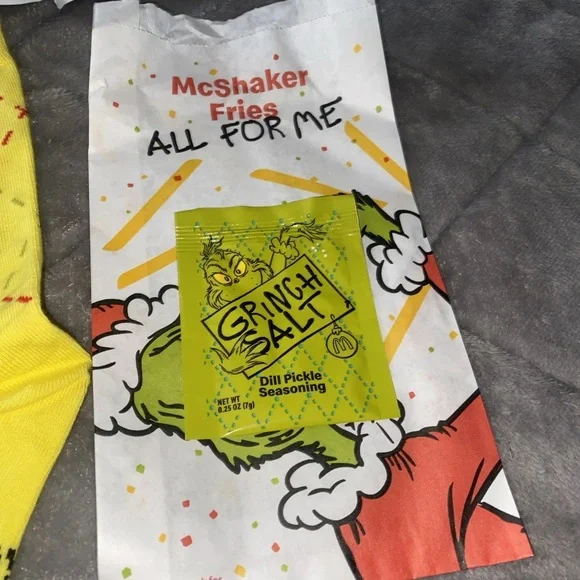 McShaker
Fries
ALL FOR ME
GRINCH
SALT
Dill Pickle
Seasoning
NET WT
0.25 OZ (7g)